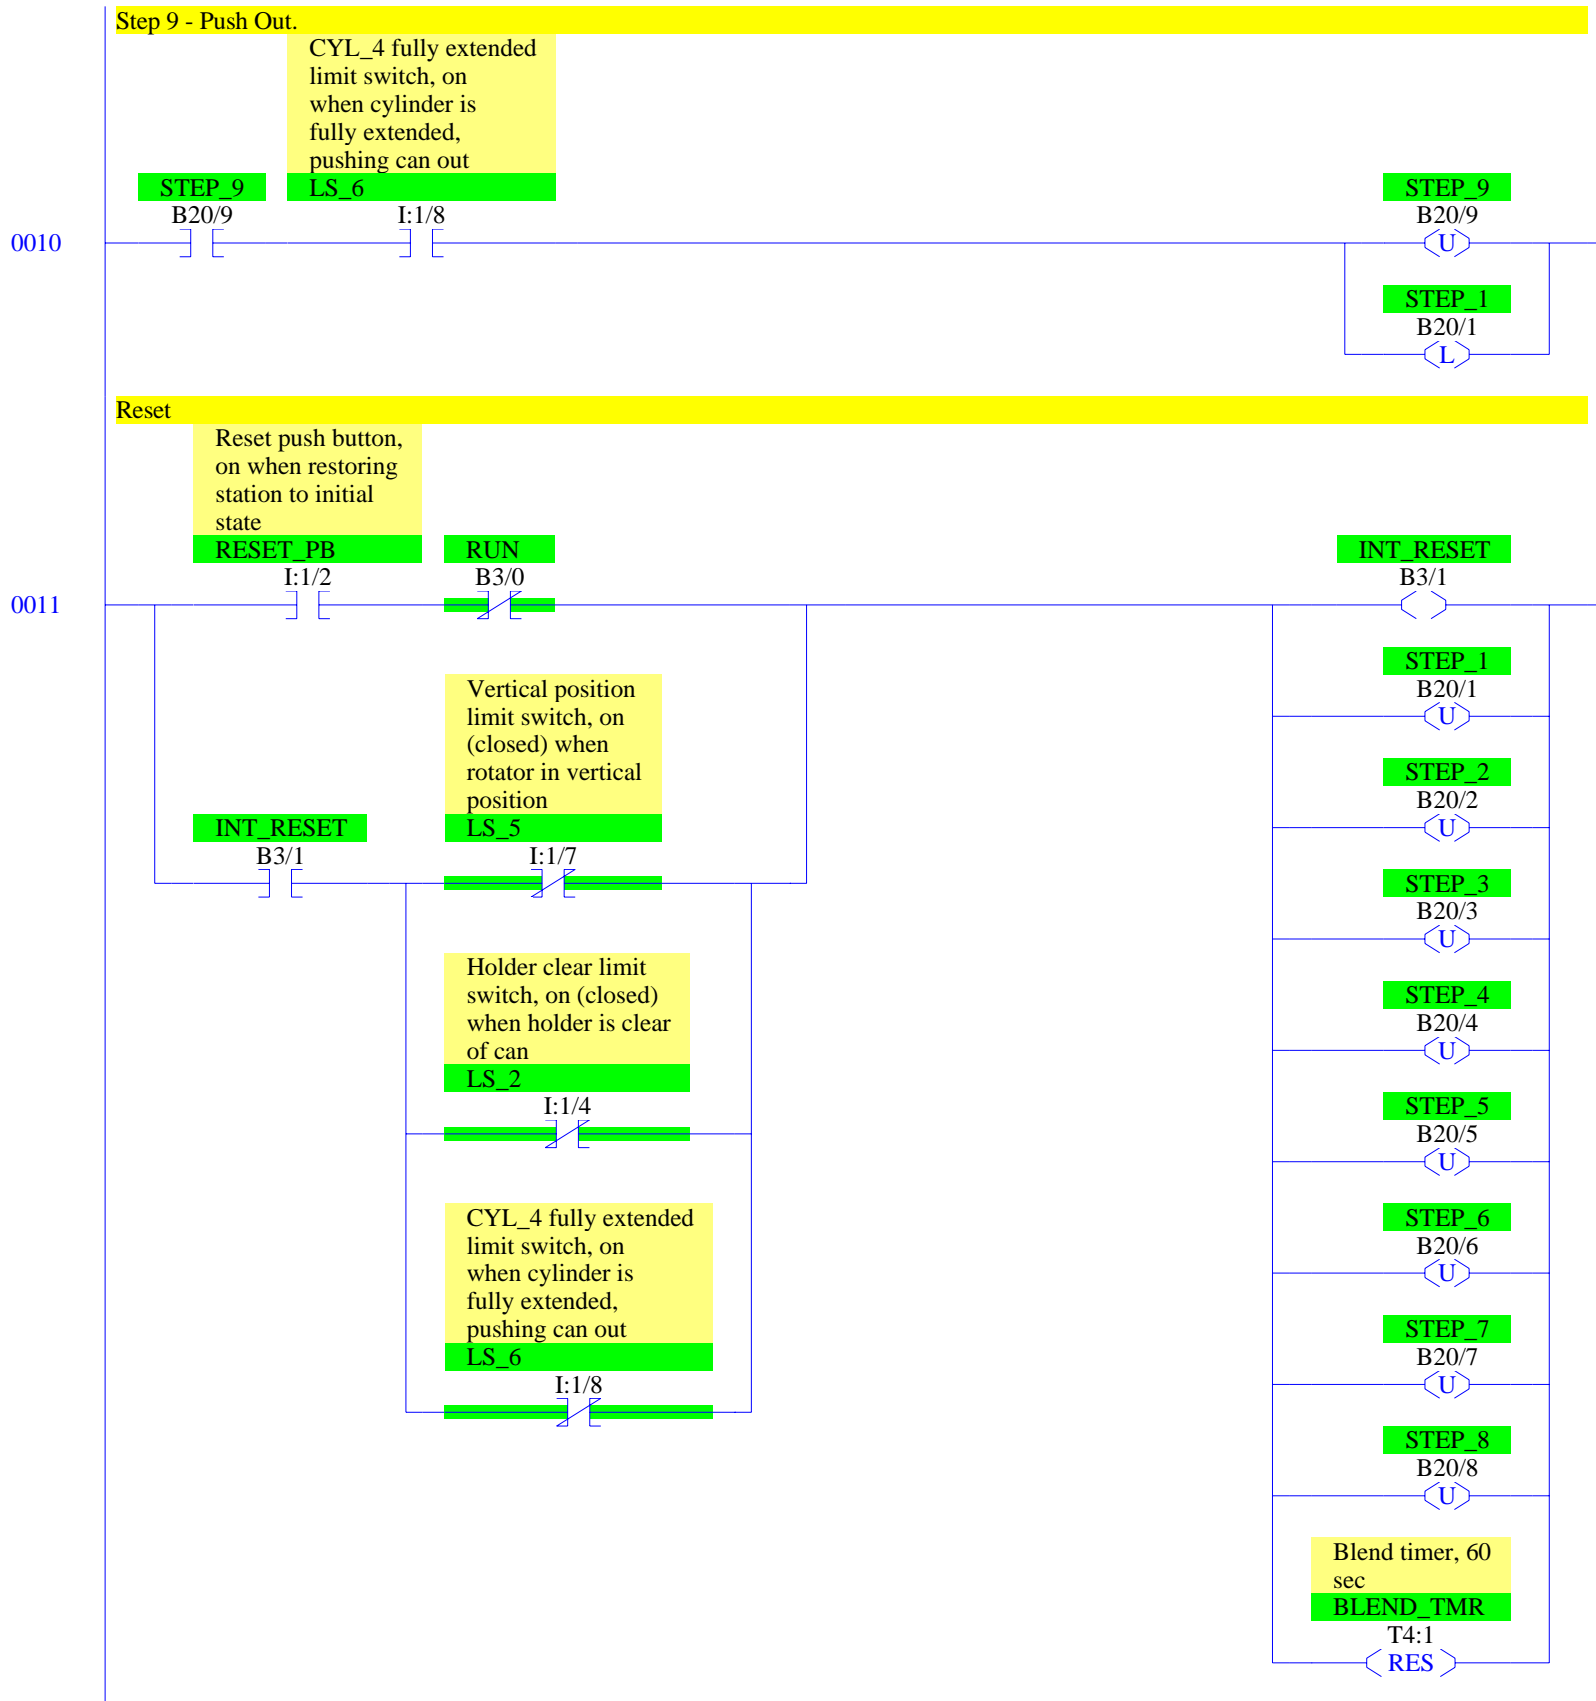 Step 9 - Push Out.
CYL_4 fully extended
limit switch, on
when cylinder is
fully extended,
pushing can out
STEP_9
LS_6
STEP_9
B20/9
I:1/8
B20/9
0010
U
STEP_1
B20/1
L
Reset
Reset push button,
on when restoring
station to initial
state
RESET_PB
RUN
INT_RESET
I:1/2
B3/0
B3/1
0011
STEP_1
B20/1
U
Vertical position
limit switch, on
(closed) when
rotator in vertical
position
STEP_2
B20/2
U
INT_RESET
LS_5
B3/1
I:1/7
STEP_3
B20/3
U
Holder clear limit
switch, on (closed)
when holder is clear
of can
LS_2
I:1/4
STEP_4
B20/4
U
STEP_5
B20/5
U
CYL_4 fully extended
limit switch, on
when cylinder is
fully extended,
pushing can out
LS_6
I:1/8
STEP_6
B20/6
U
STEP_7
B20/7
U
STEP_8
B20/8
U
Blend timer, 60
sec
BLEND_TMR
T4:1
RES